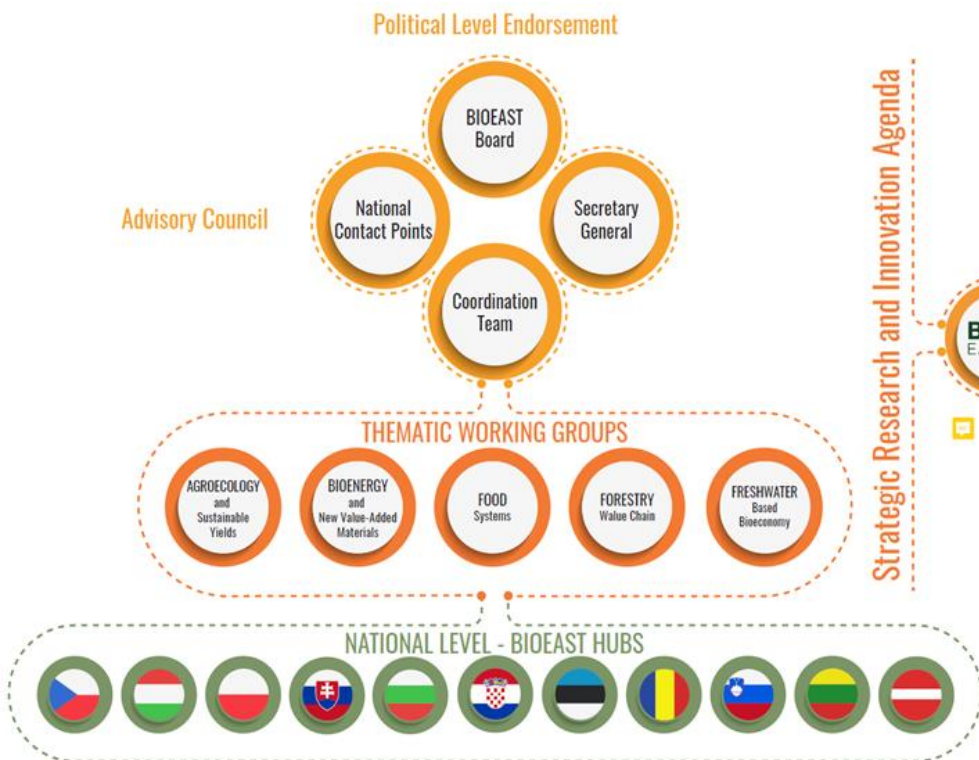 Political Level Endorsement
BIOEAST
Board
Advisory Council
National
Contact Points
Secretary
General
Coordination
Team
Strategic Research and Innovation Agenda
THEMATIC WORKING GROUPS
AGROECOLOGY
and
Sustainable
Yields
BIOENERGY
and
New Value-Added
Materials
FOOD
Systems
FORESTRY
Walue Chain
FRESHWATER
Based
Bioeconomy
NATIONAL LEVEL - BIOEAST HUBS